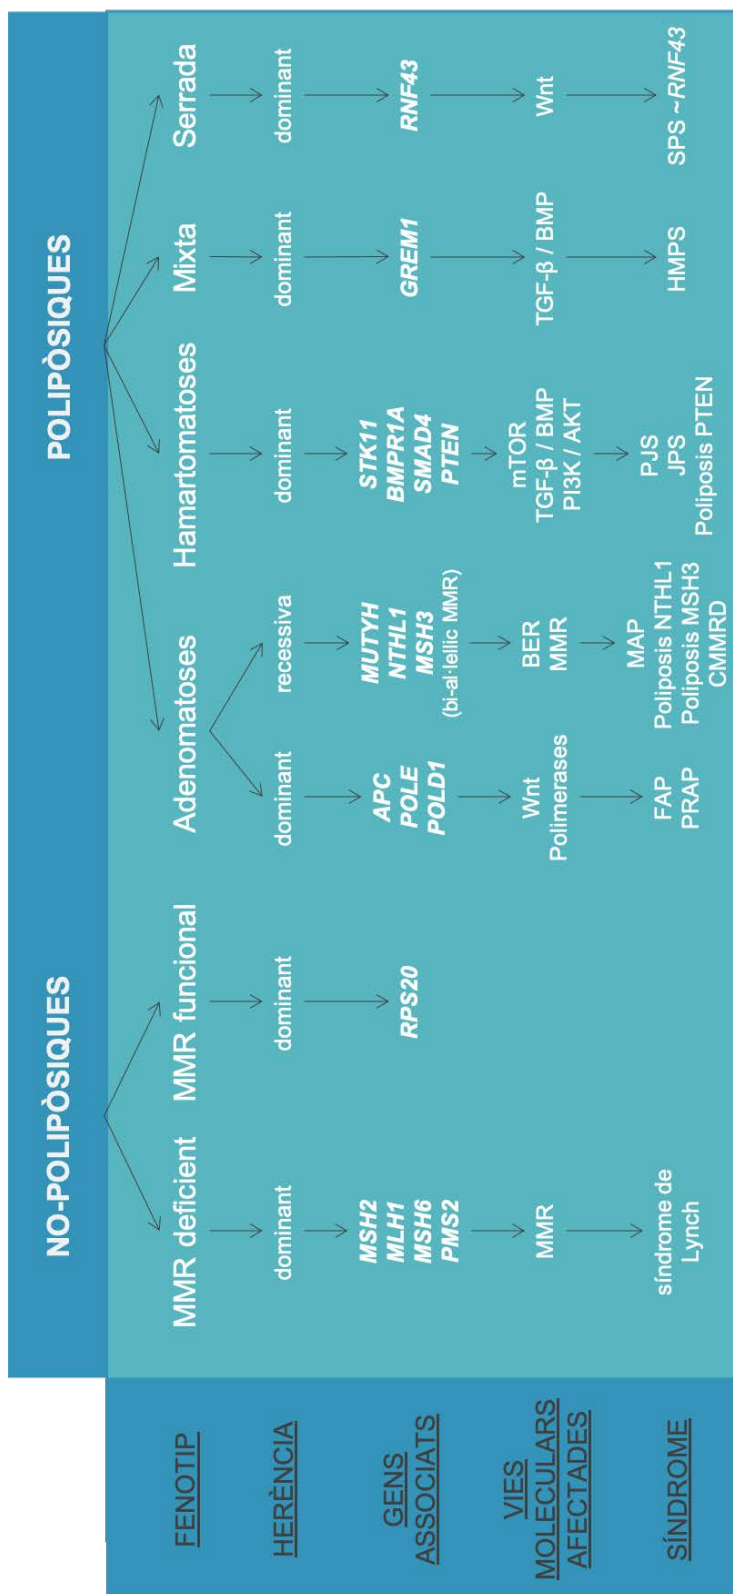 NO-POLIPÒSIQUES
POLIPÒSIQUES
FENOTIP
MMR deficient
MMR funcional
Adenomatoses
Hamartomatoses
Mixta
Serrada
HERÈNCIA
dominant
dominant
dominant
recessiva
dominant
dominant
dominant
GENS
ASSOCIATS
MSH2
MLH1
MSH6
PMS2
RPS20
APC
POLE
POLD1
MUTYH
NTHL1
MSH3
(bi-al·lellic MMR)
STK11
BMPR1A
SMAD4
PTEN
GREM1
RNF43
VIES
MOLECULARS
AFECTADES
MMR
Wnt
Polimerases
BER
MMR
mTOR
TGF-β / BMP
PI3K / AKT
TGF-β / BMP
Wnt
SÍNDROME
síndrome de
Lynch
FAP
PRAP
MAP
Poliposis NTHL1
Poliposis MSH3
CMMRD
PJS
JPS
Poliposis PTEN
HMPS
SPS ~RNF43